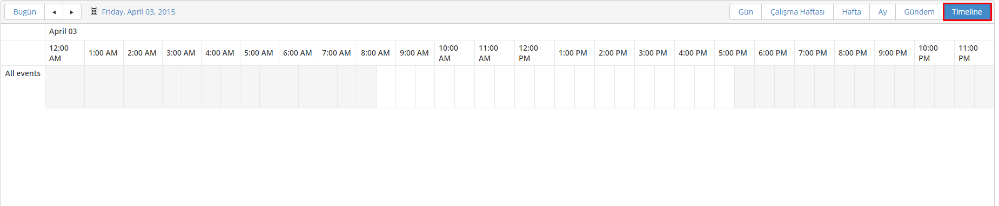 Bugün Friday, April 03, 2015 Gün Çalışma Haftası Hafta Ay Gündem Timeline
April 03
12:00 AM 1:00 AM 2:00 AM 3:00 AM 4:00 AM 5:00 AM 6:00 AM 7:00 AM 8:00 AM 9:00 AM 10:00 AM 11:00 AM 12:00 PM 1:00 PM 2:00 PM 3:00 PM 4:00 PM 5:00 PM 6:00 PM 7:00 PM 8:00 PM 9:00 PM 10:00 PM 11:00 PM
All events